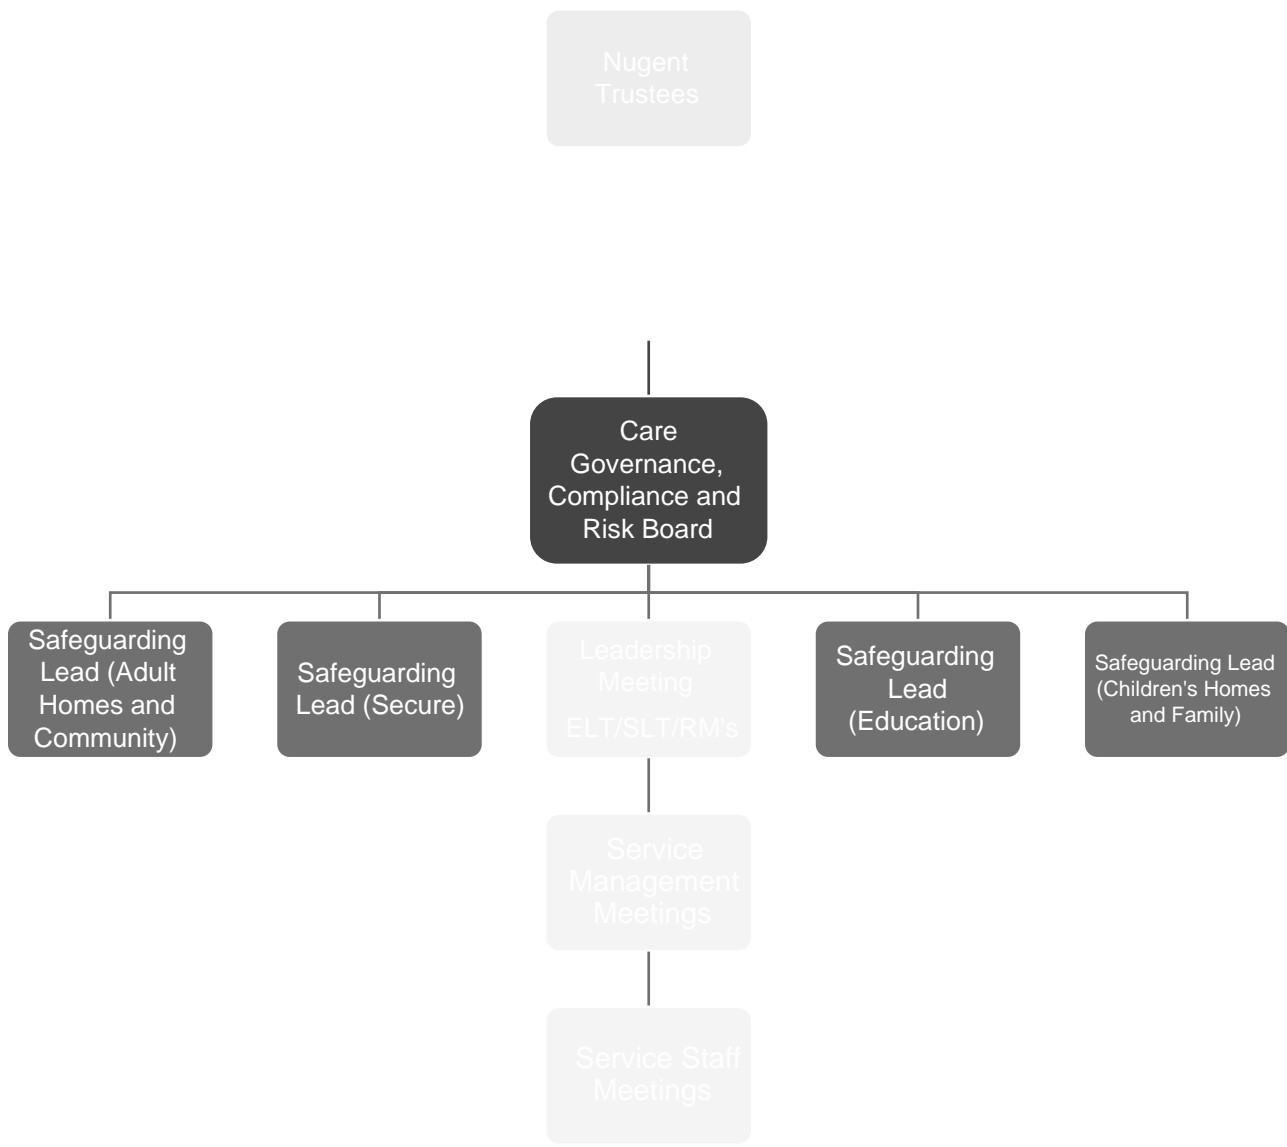 Nugent
Trustees
Care
Governance,
Compliance and
Risk Board
Safeguarding
Lead (Adult
Homes and
Community)
Safeguarding
Lead (Secure)
Leadership
Meeting
ELT/SLT/RM's
Safeguarding
Lead
(Education)
Safeguarding Lead
(Children's Homes
and Family)
Service
Management
Meetings
Service Staff
Meetings